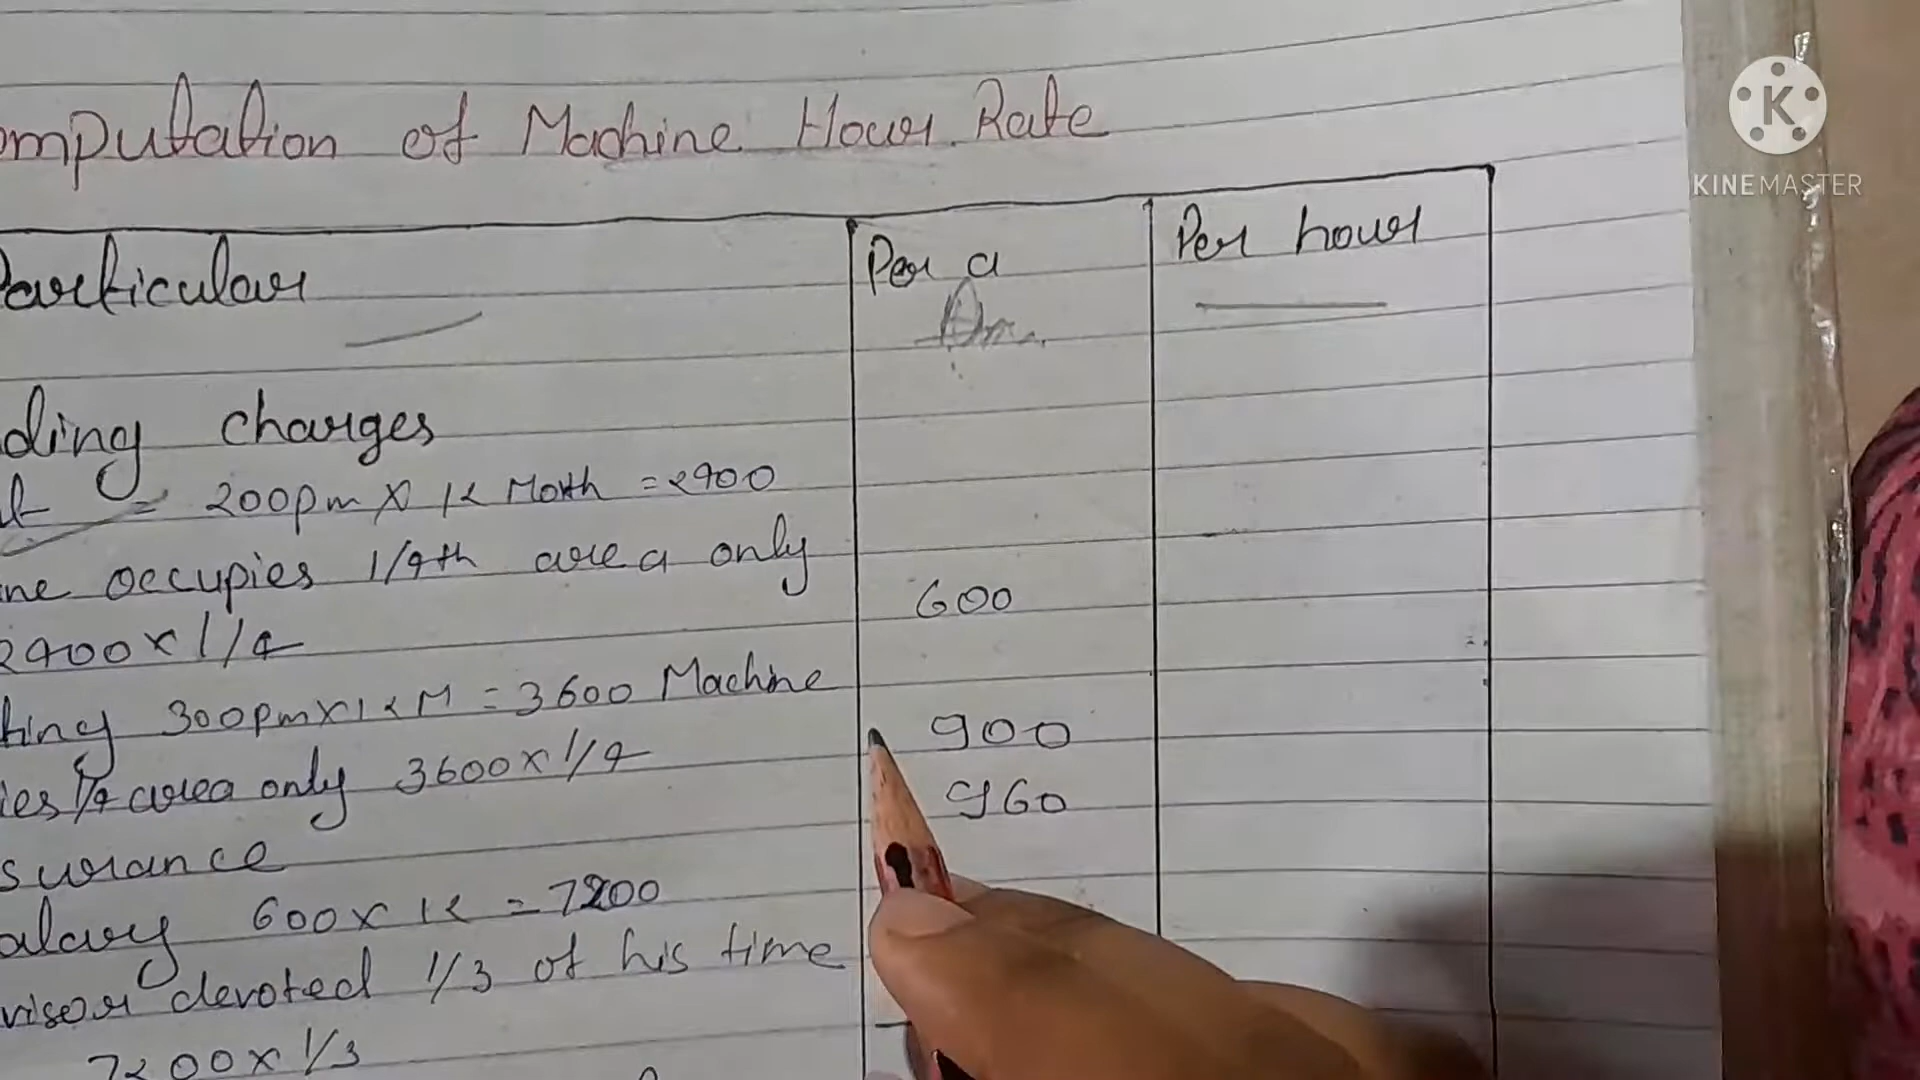 omputation of Machine Hour Rate
Particular
Per a
Per hour
Am.
ding charges
= 200pm X 12 Month = 2400
ne occupies 1/4th area only
2400 x 1/4
600
ting 300pm x 12 M = 3600 Machine
ies 1/4 area only 3600 x 1/4
900
surance
960
alary 600 x 12 = 7200
visor devoted 1/3 of his time
7200 x 1/3
K
KINEMASTER